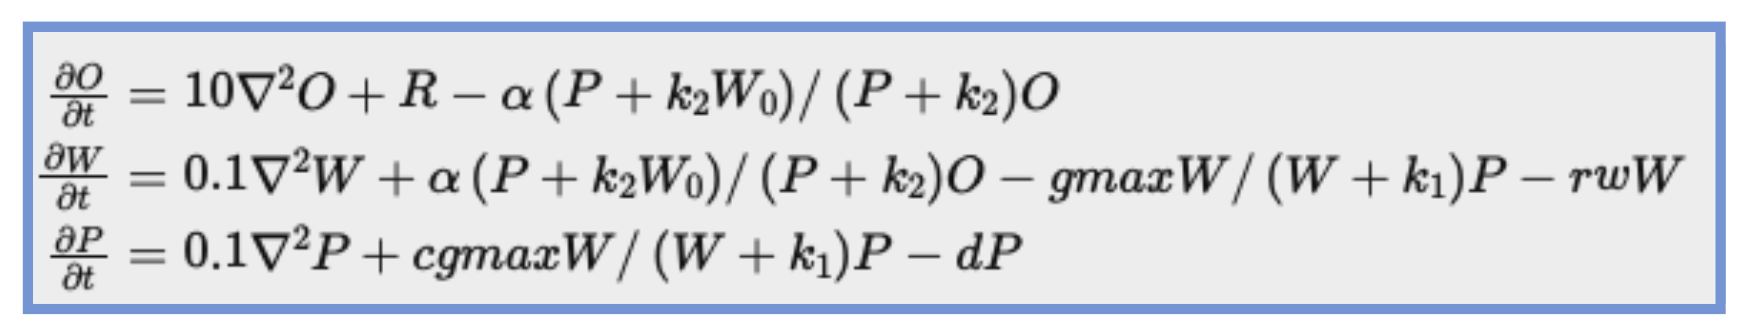 ∂O/∂t = 10∇²O + R − α (P + k₂W₀)/ (P + k₂)O
∂W/∂t = 0.1∇²W + α (P + k₂W₀)/ (P + k₂)O − gmaxW/ (W + k₁)P − rwW
∂P/∂t = 0.1∇²P + cgmaxW/ (W + k₁)P − dP